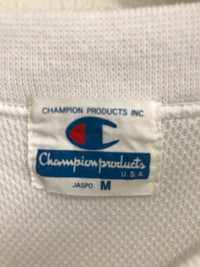 CHAMPION PRODUCTS INC
Championproducts
U.S.A.
JASPO M